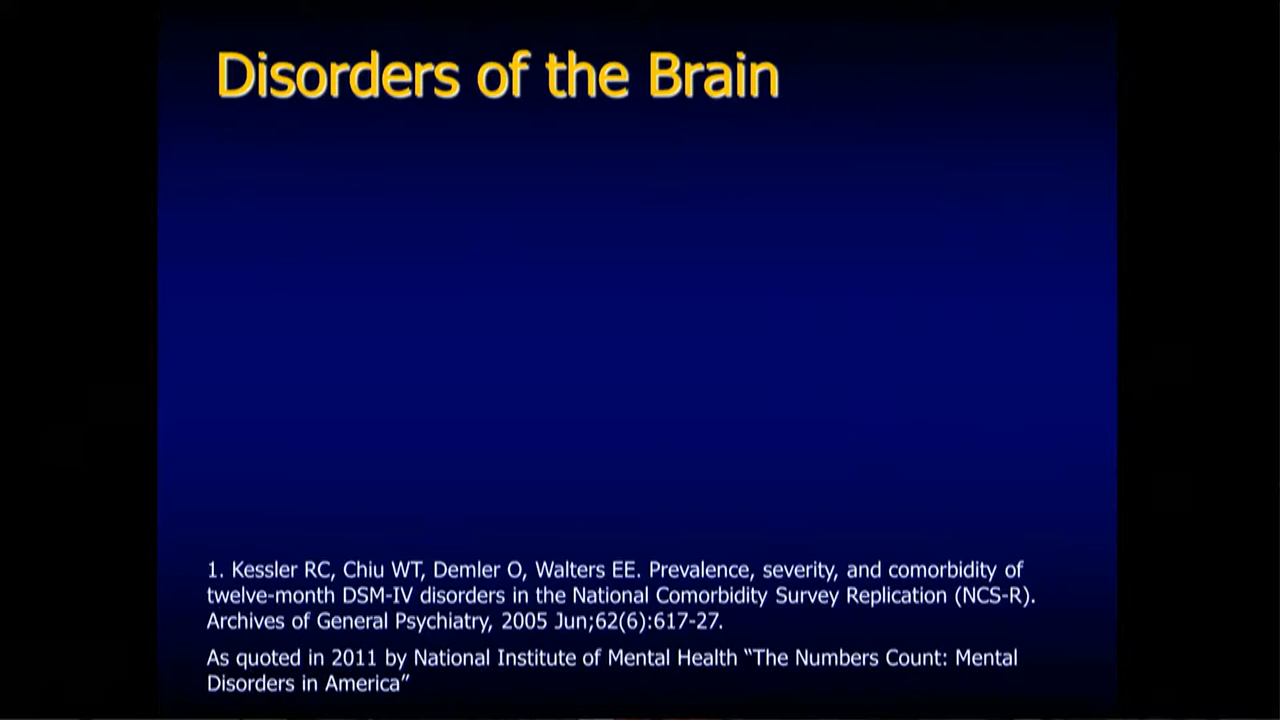 Disorders of the Brain
1. Kessler RC, Chiu WT, Demler O, Walters EE. Prevalence, severity, and comorbidity of
twelve-month DSM-IV disorders in the National Comorbidity Survey Replication (NCS-R).
Archives of General Psychiatry, 2005 Jun;62(6):617-27.
As quoted in 2011 by National Institute of Mental Health “The Numbers Count: Mental
Disorders in America”